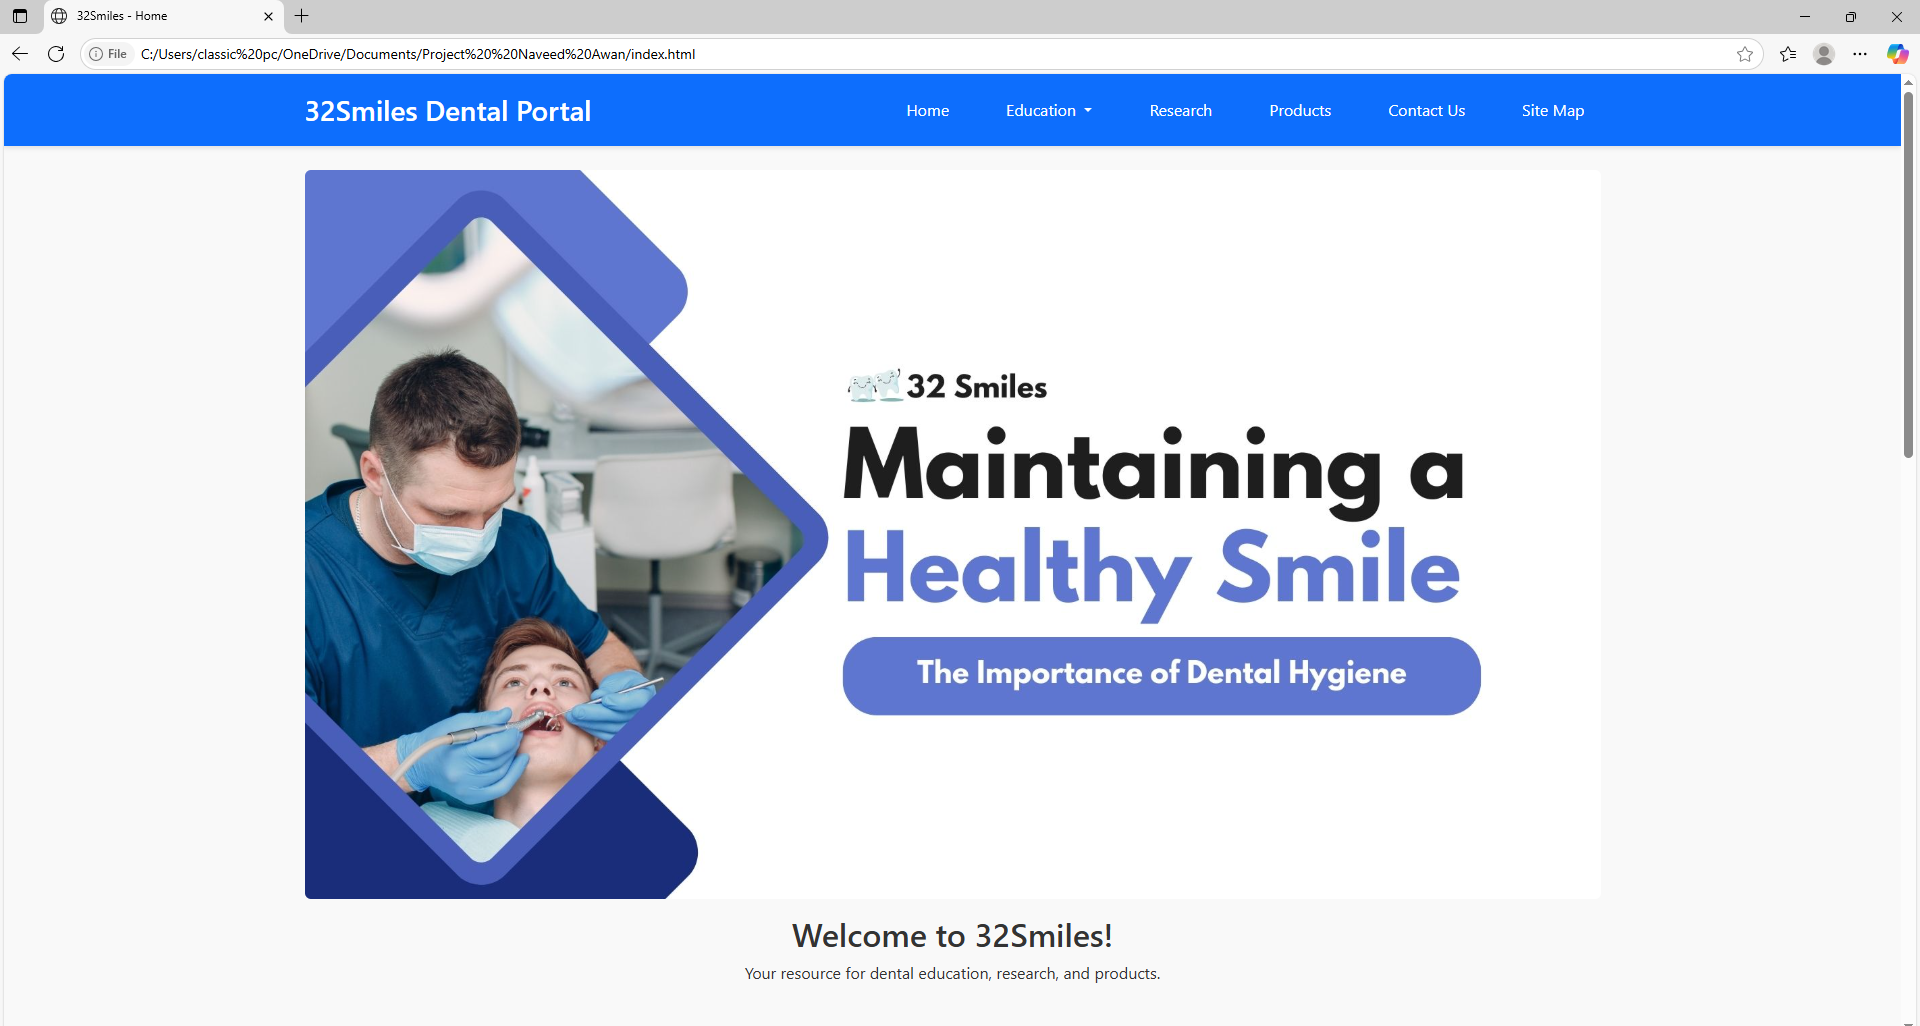 32Smiles - Home
File C:/Users/classic%20pc/OneDrive/Documents/Project%20%20Naveed%20Awan/index.html
32Smiles Dental Portal Home Education Research Products Contact Us Site Map
32 Smiles
Maintaining a
Healthy Smile
The Importance of Dental Hygiene
Welcome to 32Smiles!
Your resource for dental education, research, and products.